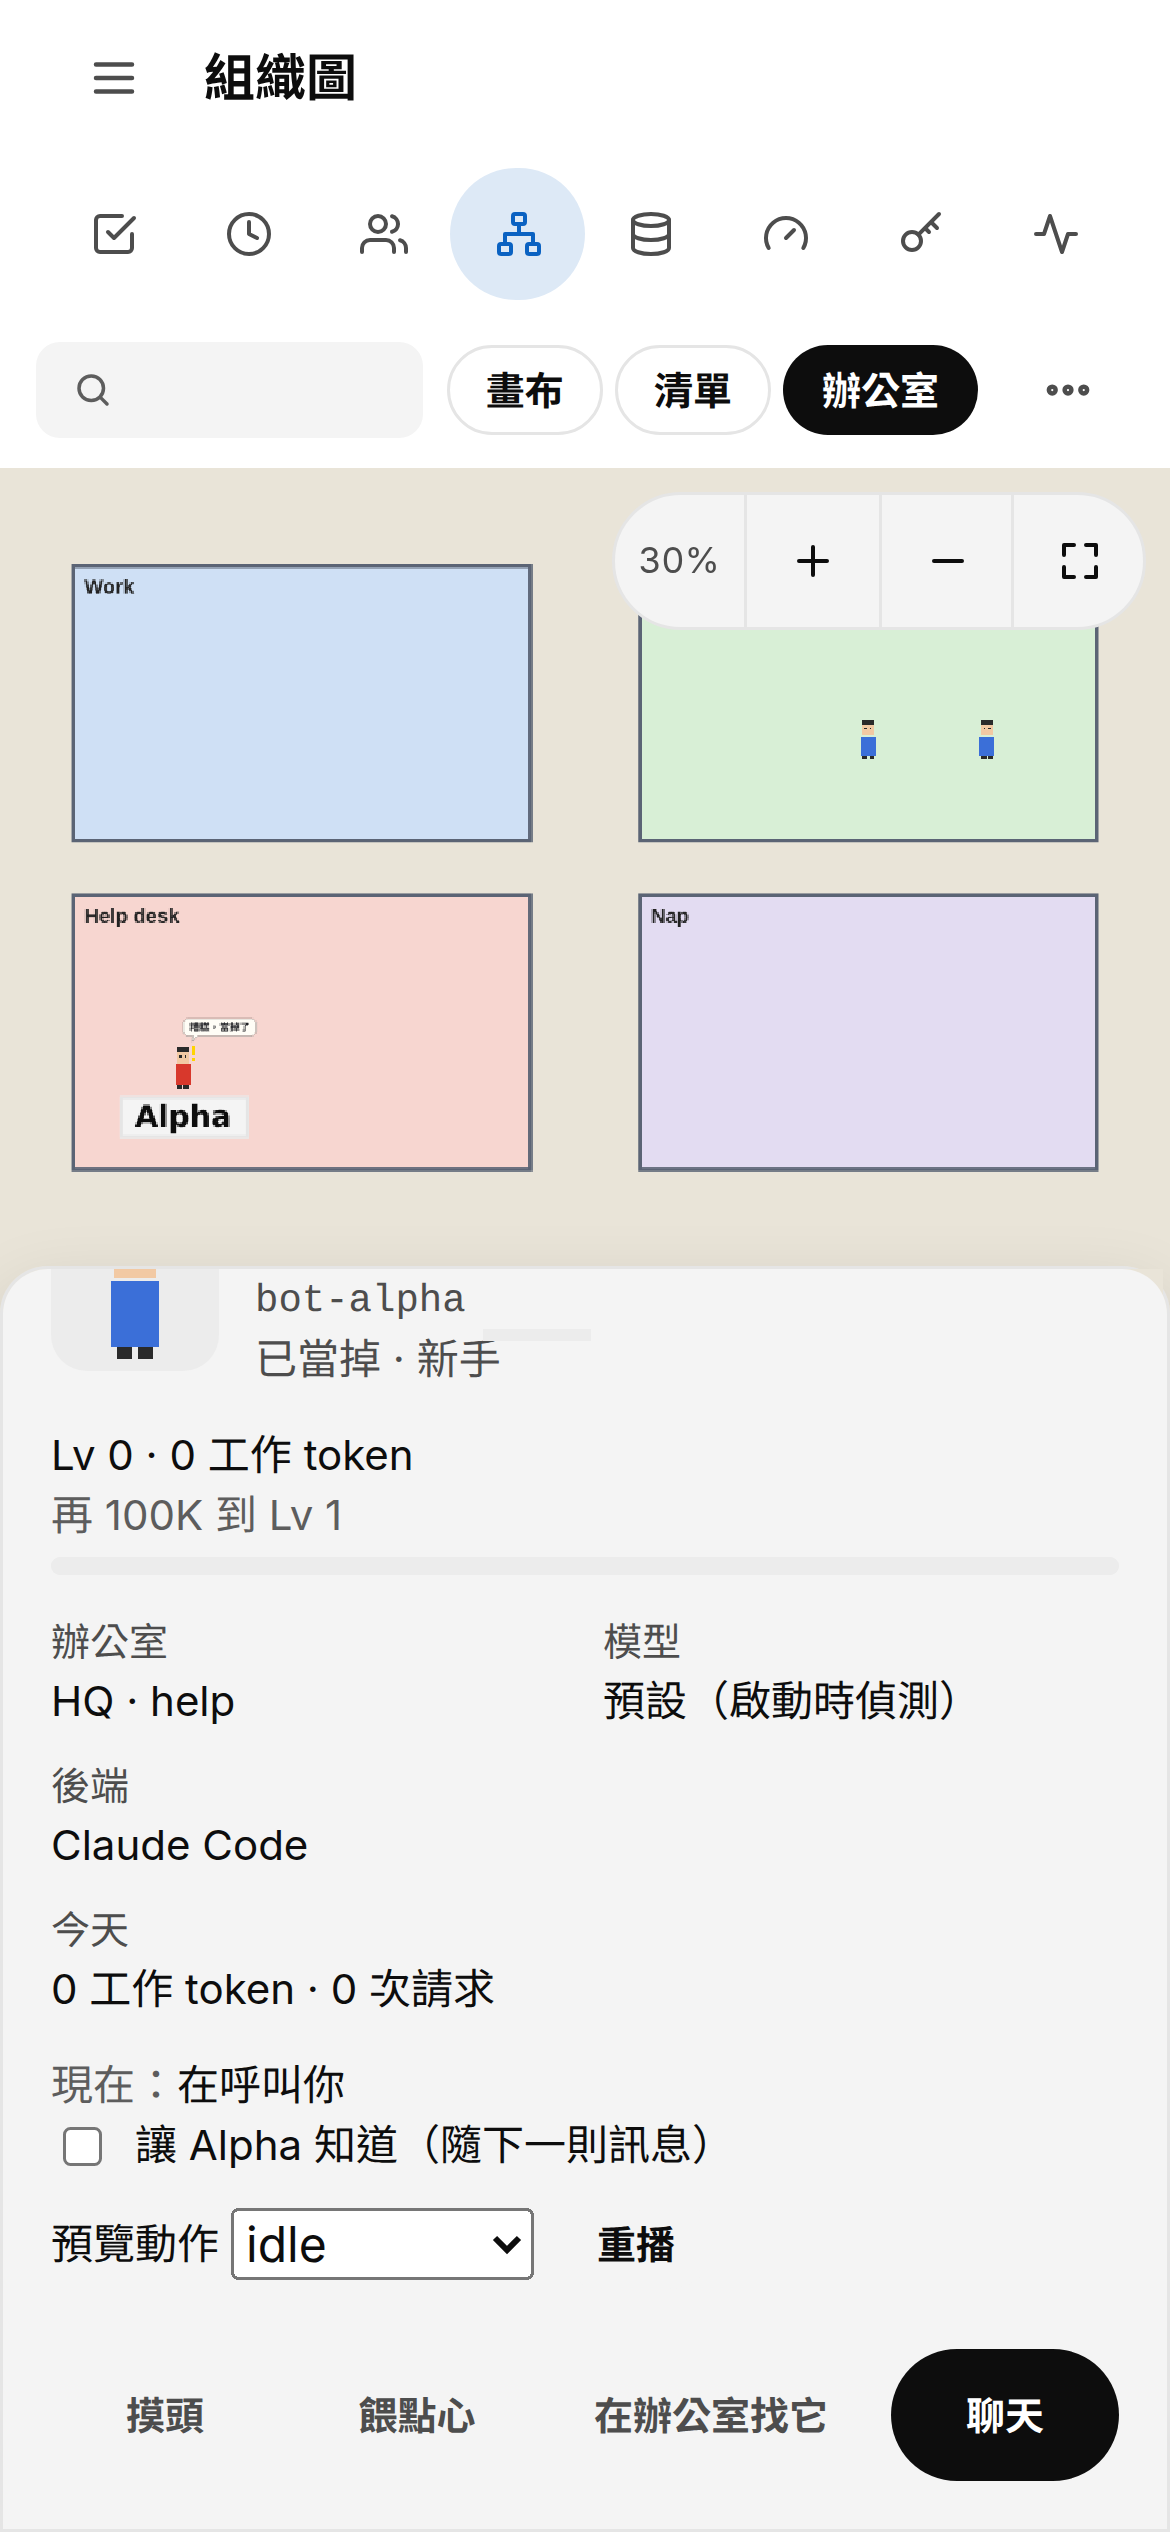 組織圖
畫布
清單
辦公室
30%
Work
Help desk
Nap
糟糕，當掉了
Alpha
bot-alpha
已當掉 · 新手
Lv 0 · 0 工作 token
再 100K 到 Lv 1
辦公室
模型
HQ · help
預設（啟動時偵測）
後端
Claude Code
今天
0 工作 token · 0 次請求
現在：在呼叫你
讓 Alpha 知道（隨下一則訊息）
預覽動作 idle 重播
摸頭
餵點心
在辦公室找它
聊天